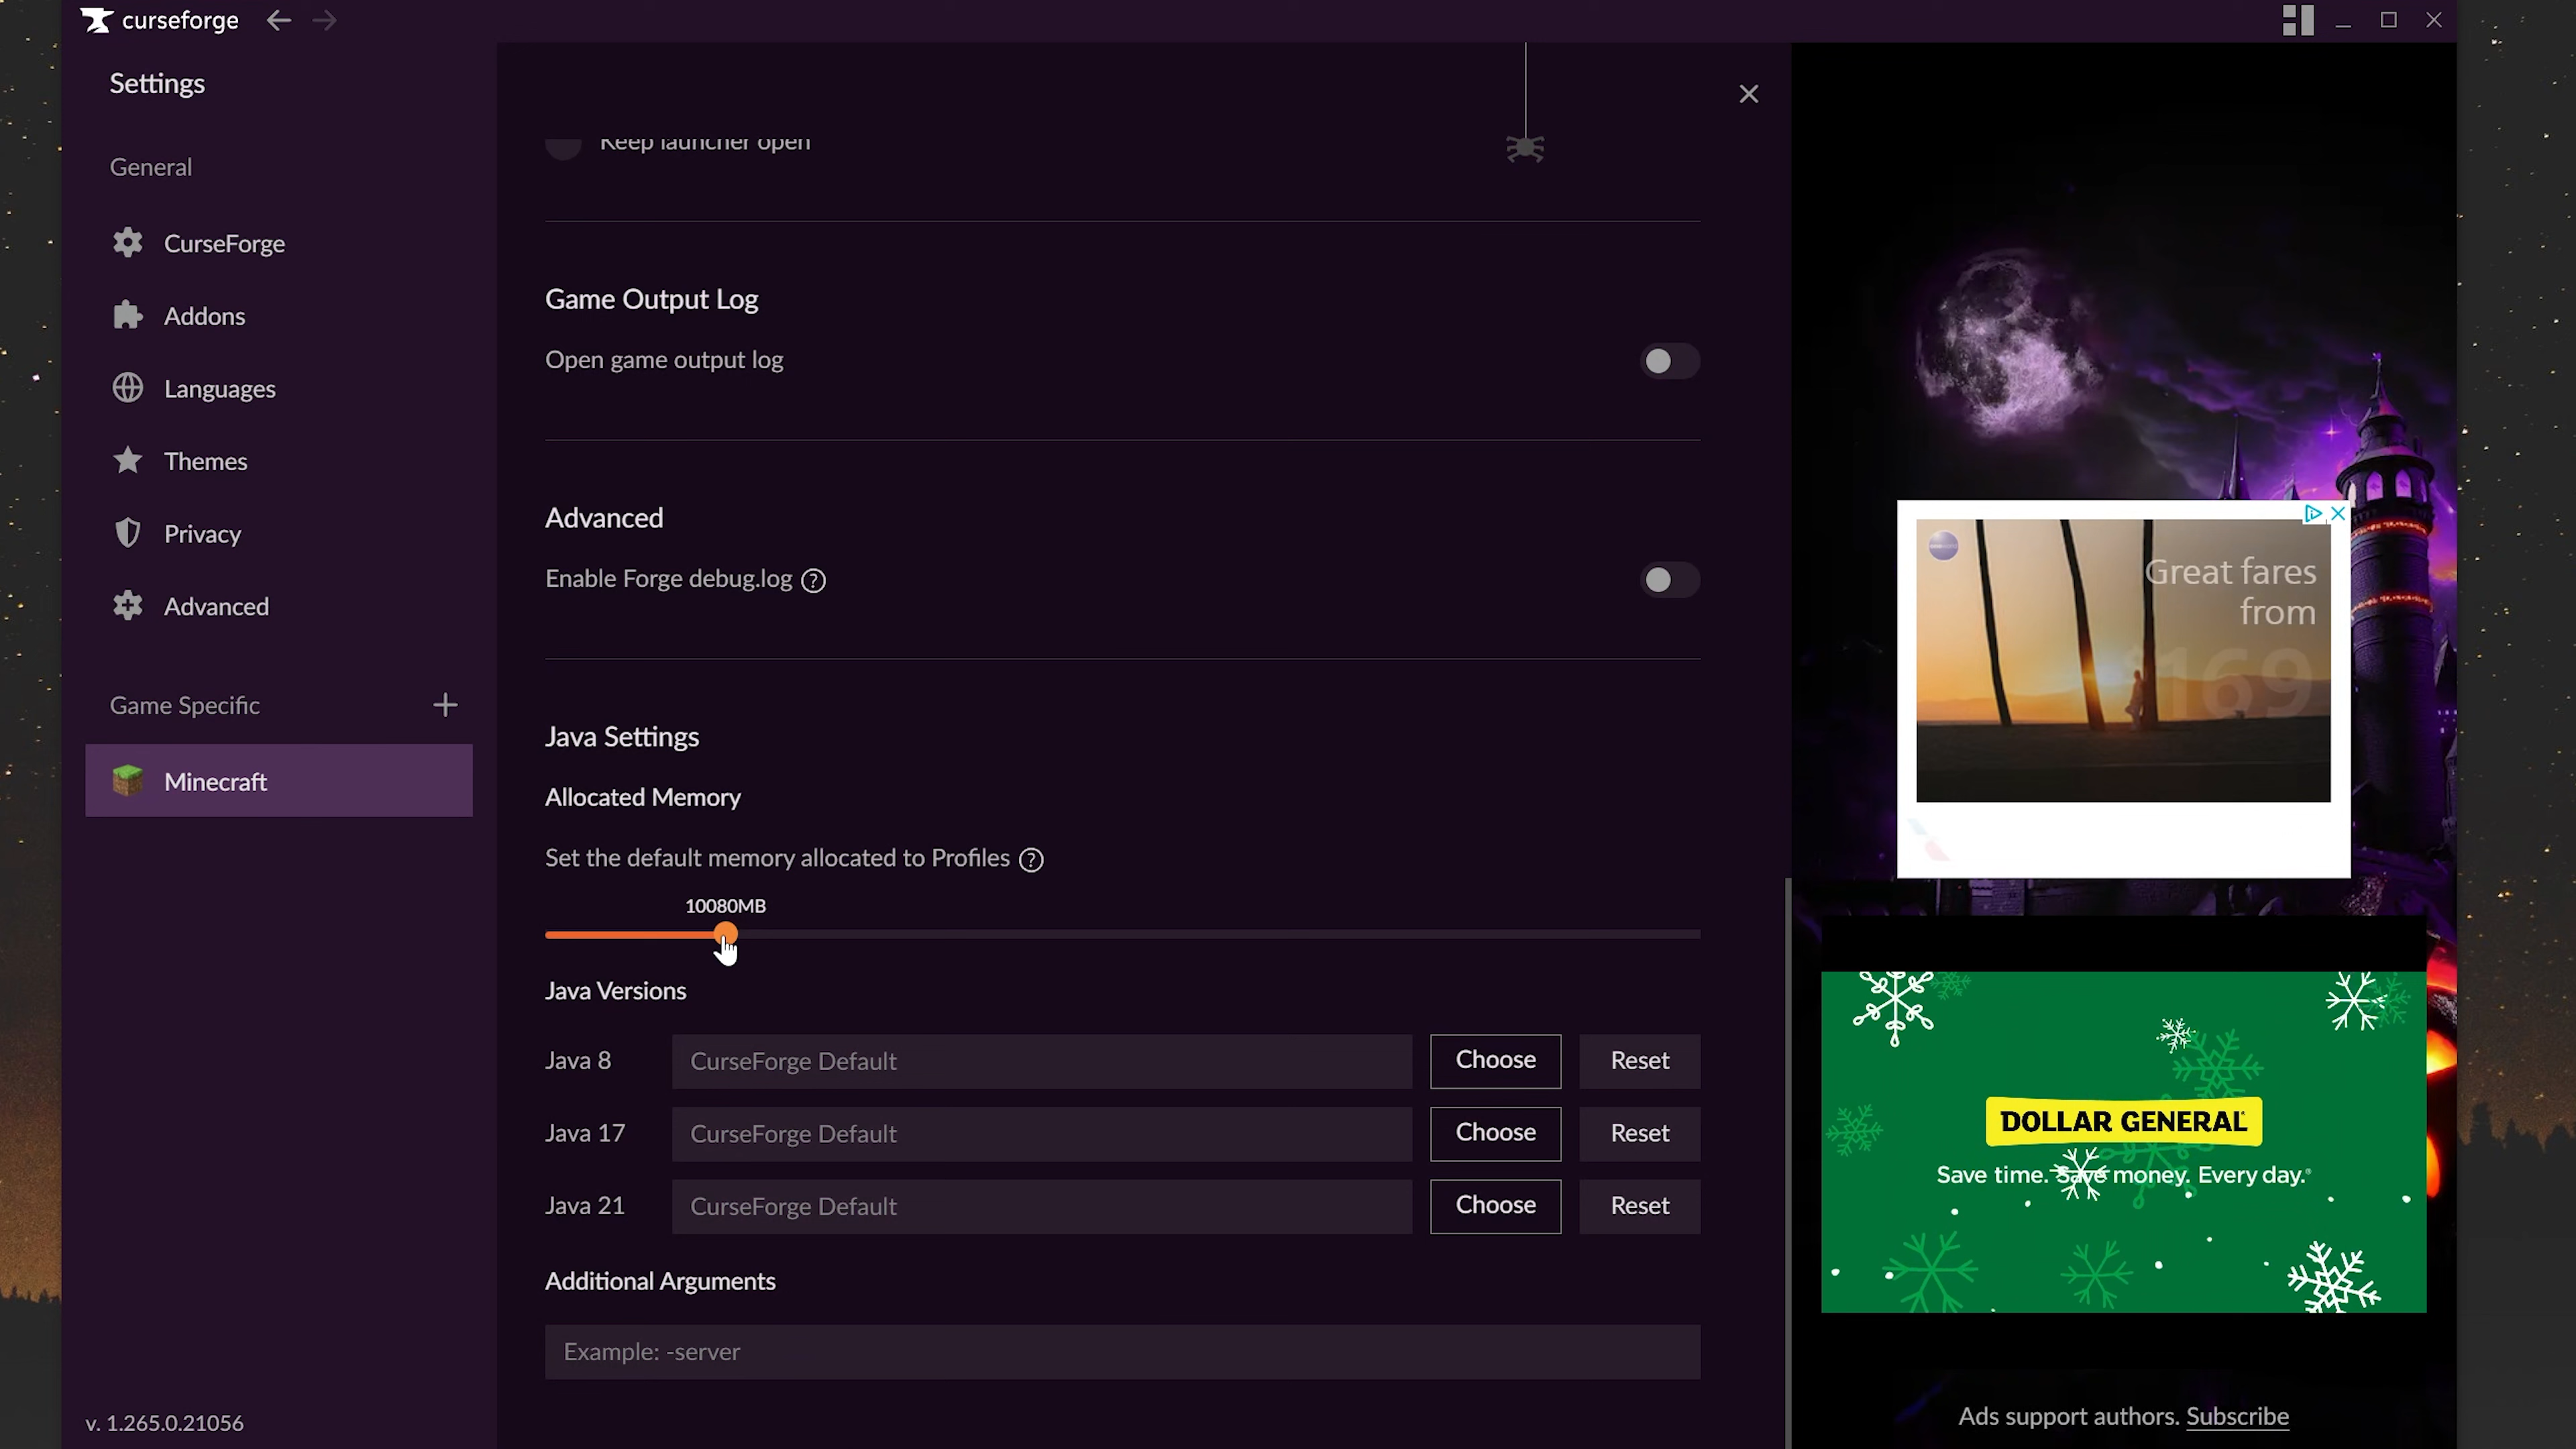 curseforge
Settings
General
CurseForge
Addons
Languages
Themes
Privacy
Advanced
Game Specific
Minecraft
v. 1.265.0.21056
Keep launcher open
Game Output Log
Open game output log
Advanced
Enable Forge debug.log
Java Settings
Allocated Memory
Set the default memory allocated to Profiles
10080MB
Java Versions
Java 8 CurseForge Default Choose Reset
Java 17 CurseForge Default Choose Reset
Java 21 CurseForge Default Choose Reset
Additional Arguments
Example: -server
Great fares
from
$169
DOLLAR GENERAL
Save time. Save money. Every day.®
Ads support authors. Subscribe